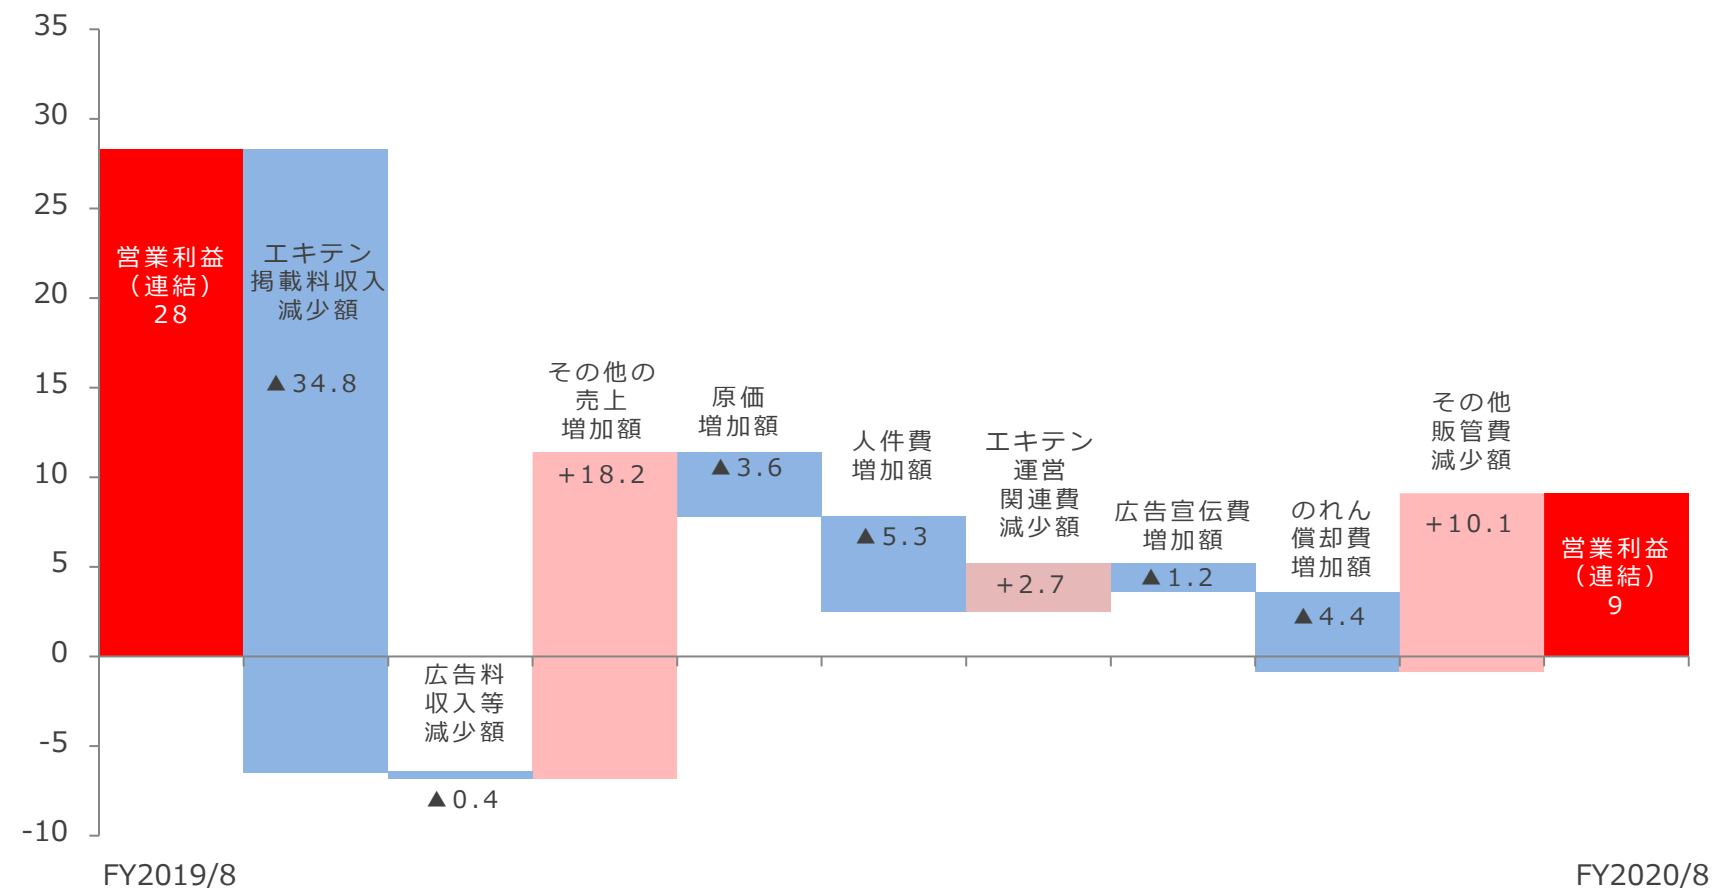 35
30
25
20
15
10
5
0
-5
-10
営業利益
（連結）
28
エキテン
掲載料収入
減少額
▲34.8
広告料
収入等
減少額
▲0.4
その他の
売上
増加額
+18.2
原価
増加額
▲3.6
人件費
増加額
▲5.3
エキテン
運営
関連費
減少額
+2.7
広告宣伝費
増加額
▲1.2
のれん
償却費
増加額
▲4.4
その他
販管費
減少額
+10.1
営業利益
（連結）
9
FY2019/8
FY2020/8